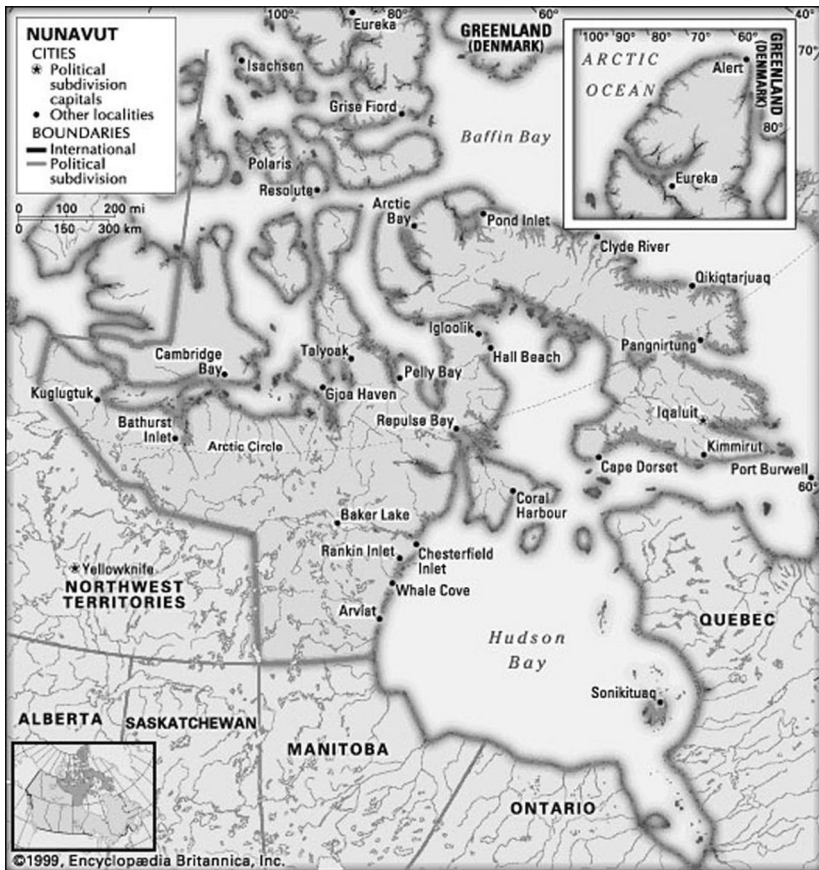 NUNAVUT
CITIES
Political
subdivision
capitals
Other localities
BOUNDARIES
International
Political
subdivision
0 100 200 mi
0 150 300 km
100° 80° 60° 40°
Eureka
GREENLAND
(DENMARK)
70°
Isachsen
Grise Fiord
Baffin Bay
Polaris
Resolute
100° 90° 80° 70° 60°
ARCTIC
OCEAN
Alert
GREENLAND
(DENMARK)
80°
Eureka
Arctic
Bay
Pond Inlet
Clyde River
Qikiqtarjuaq
Igloolik
Hall Beach
Pangnirtung
Cambridge
Bay
Talyoak
Pelly Bay
Kuglugtuk
Gjoa Haven
Bathurst
Inlet
Arctic Circle
Repulse Bay
Iqaluit
Kimmirut
Cape Dorset
Port Burwell
60°
Coral
Harbour
Baker Lake
Rankin Inlet
Chesterfield
Inlet
Whale Cove
Arviat
Yellowknife
NORTHWEST
TERRITORIES
QUEBEC
Hudson
Bay
Sonikituaq
ALBERTA
SASKATCHEWAN
MANITOBA
ONTARIO
©1999, Encyclopædia Britannica, Inc.